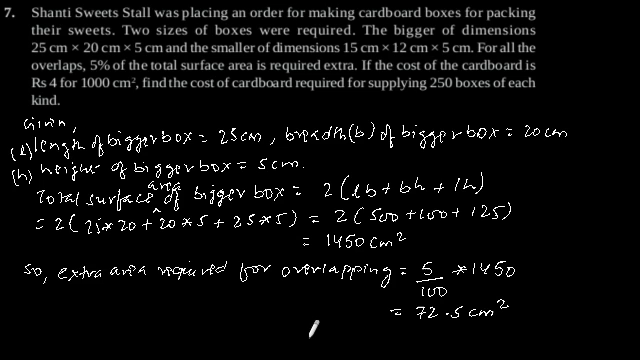 7. Shanti Sweets Stall was placing an order for making cardboard boxes for packing
their sweets. Two sizes of boxes were required. The bigger of dimensions
25 cm × 20 cm × 5 cm and the smaller of dimensions 15 cm × 12 cm × 5 cm. For all the
overlaps, 5% of the total surface area is required extra. If the cost of the cardboard is
Rs 4 for 1000 cm², find the cost of cardboard required for supplying 250 boxes of each
kind.
Given,
(l) length of bigger box = 25cm, breadth(b) of bigger box = 20cm
(h) height of bigger box = 5cm.
Total surface area of bigger box = 2(lb + bh + lh)
= 2(25*20 + 20*5 + 25*5) = 2(500 + 100 + 125)
= 1450 cm²
So, extra area required for overlapping = 5/100 * 1450
= 72.5 cm²